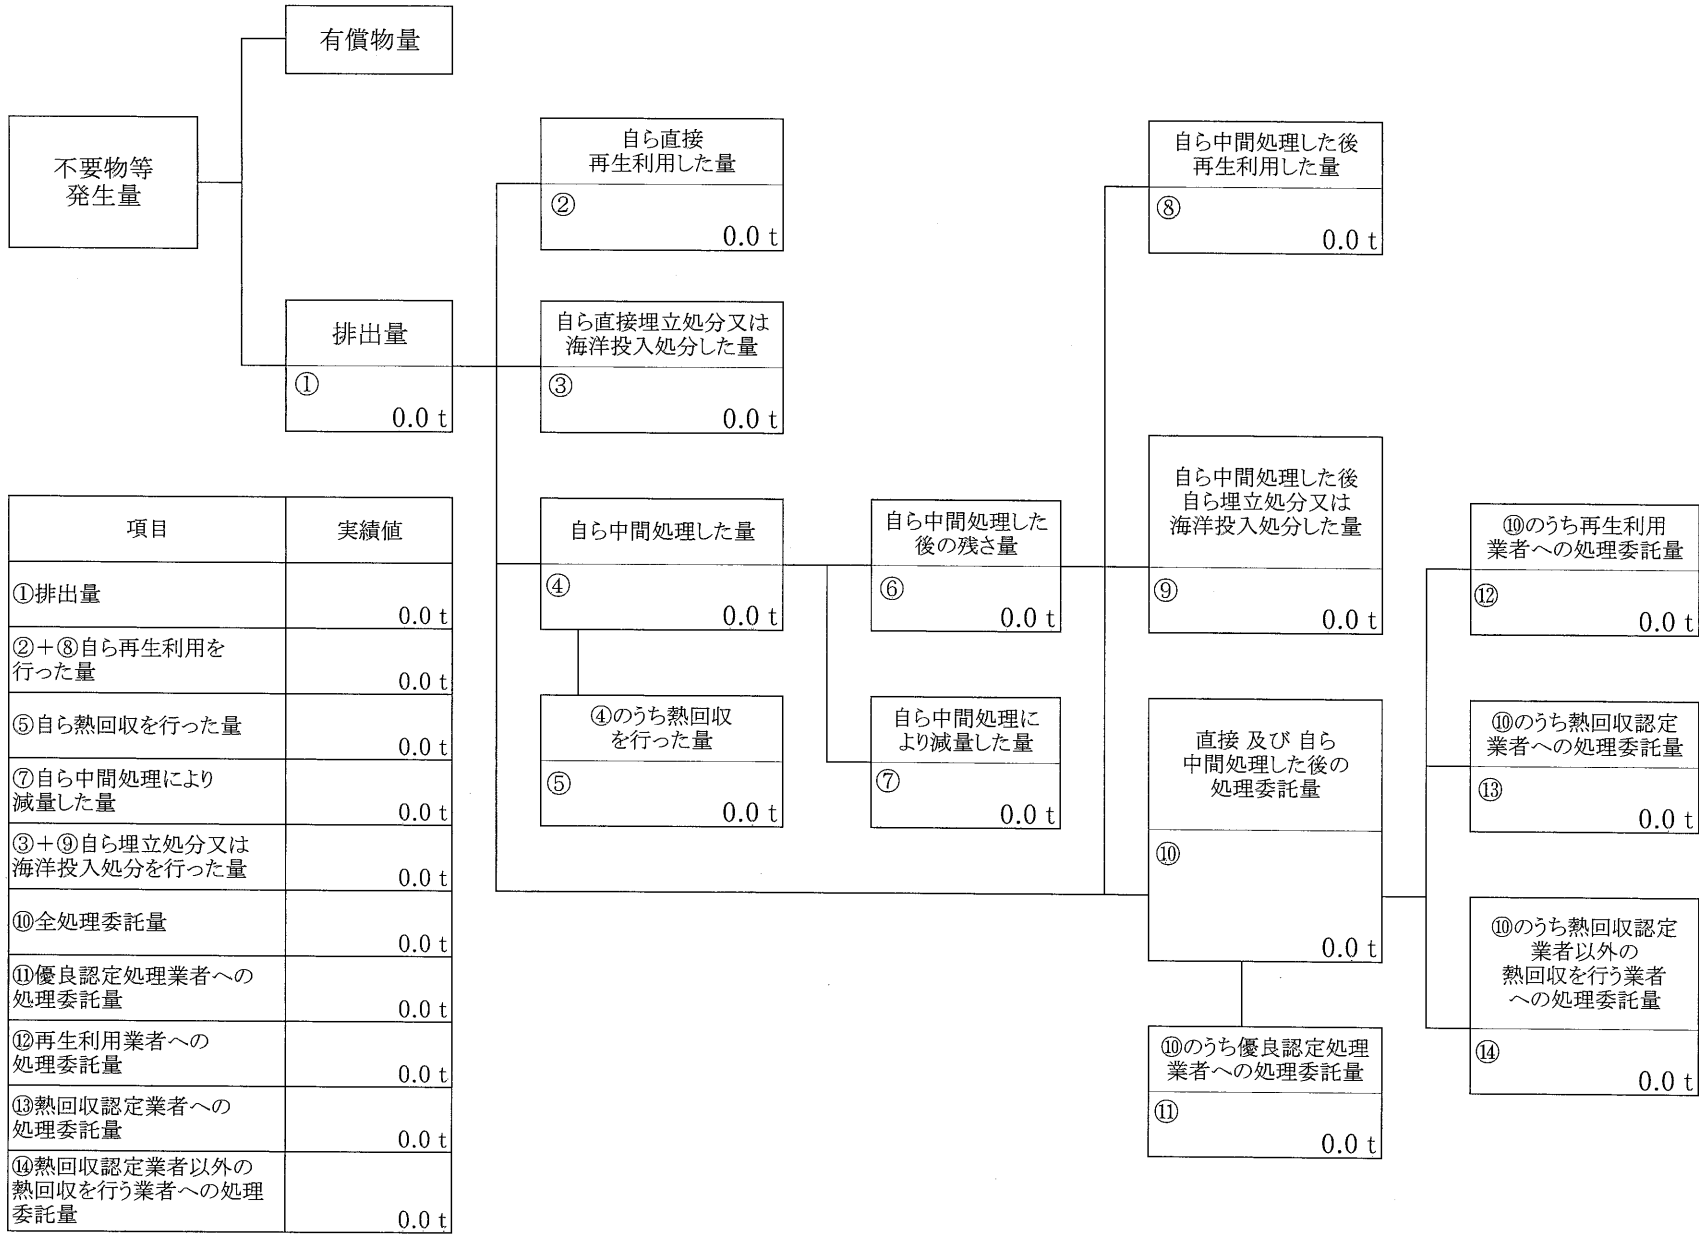 有償物量
不要物等
発生量
排出量
①
0.0 t
自ら直接
再生利用した量
②
0.0 t
自ら直接埋立処分又は
海洋投入処分した量
③
0.0 t
自ら中間処理した量
④
0.0 t
④のうち熱回収
を行った量
⑤
0.0 t
自ら中間処理した
後の残さ量
⑥
0.0 t
自ら中間処理に
より減量した量
⑦
0.0 t
自ら中間処理した後
再生利用した量
⑧
0.0 t
自ら中間処理した後
自ら埋立処分又は
海洋投入処分した量
⑨
0.0 t
直接 及び 自ら
中間処理した後の
処理委託量
⑩
0.0 t
⑩のうち優良認定処理
業者への処理委託量
⑪
0.0 t
⑩のうち再生利用
業者への処理委託量
⑫
0.0 t
⑩のうち熱回収認定
業者への処理委託量
⑬
0.0 t
⑩のうち熱回収認定
業者以外の
熱回収を行う業者
への処理委託量
⑭
0.0 t
項目
実績値
①排出量
0.0 t
②＋⑧自ら再生利用を
行った量
0.0 t
⑤自ら熱回収を行った量
0.0 t
⑦自ら中間処理により
減量した量
0.0 t
③＋⑨自ら埋立処分又は
海洋投入処分を行った量
0.0 t
⑩全処理委託量
0.0 t
⑪優良認定処理業者への
処理委託量
0.0 t
⑫再生利用業者への
処理委託量
0.0 t
⑬熱回収認定業者への
処理委託量
0.0 t
⑭熱回収認定業者以外の
熱回収を行う業者への処理
委託量
0.0 t